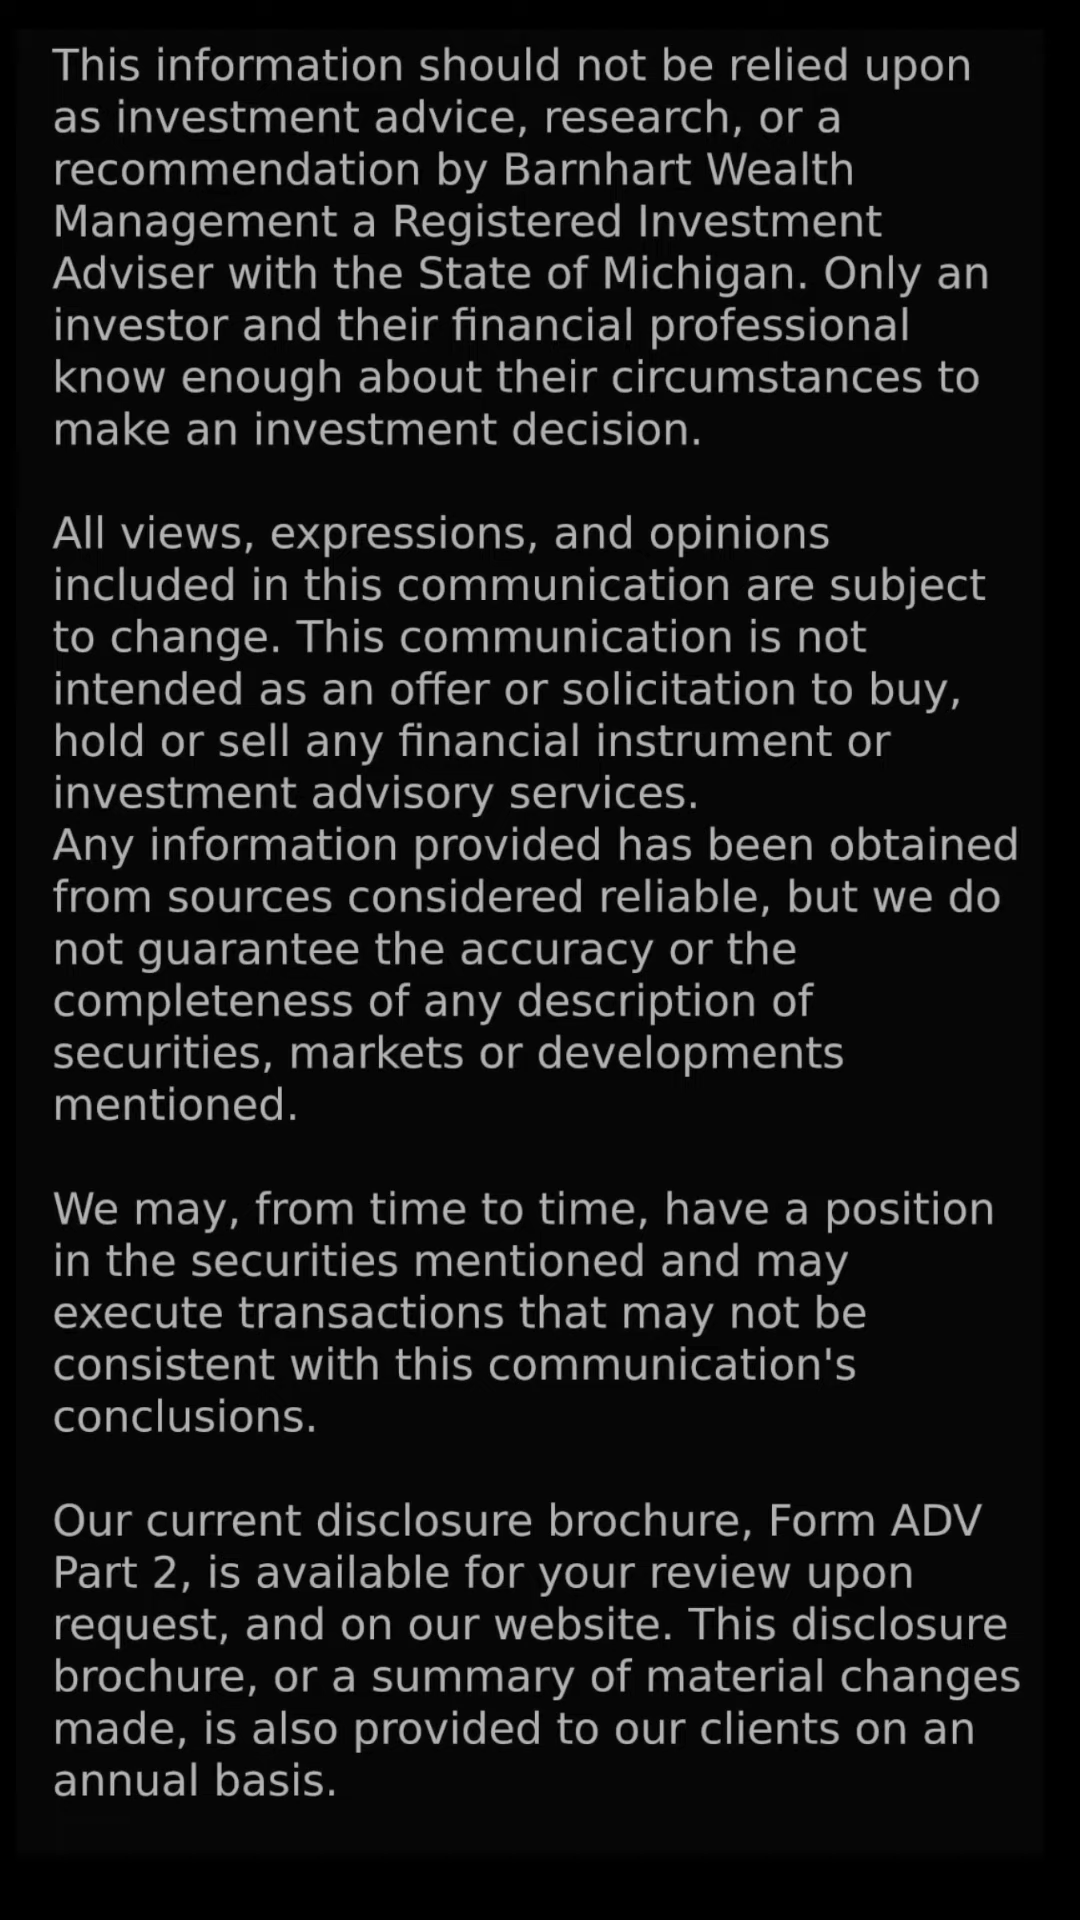 This information should not be relied upon
as investment advice, research, or a
recommendation by Barnhart Wealth
Management a Registered Investment
Adviser with the State of Michigan. Only an
investor and their financial professional
know enough about their circumstances to
make an investment decision.
All views, expressions, and opinions
included in this communication are subject
to change. This communication is not
intended as an offer or solicitation to buy,
hold or sell any financial instrument or
investment advisory services.
Any information provided has been obtained
from sources considered reliable, but we do
not guarantee the accuracy or the
completeness of any description of
securities, markets or developments
mentioned.
We may, from time to time, have a position
in the securities mentioned and may
execute transactions that may not be
consistent with this communication's
conclusions.
Our current disclosure brochure, Form ADV
Part 2, is available for your review upon
request, and on our website. This disclosure
brochure, or a summary of material changes
made, is also provided to our clients on an
annual basis.